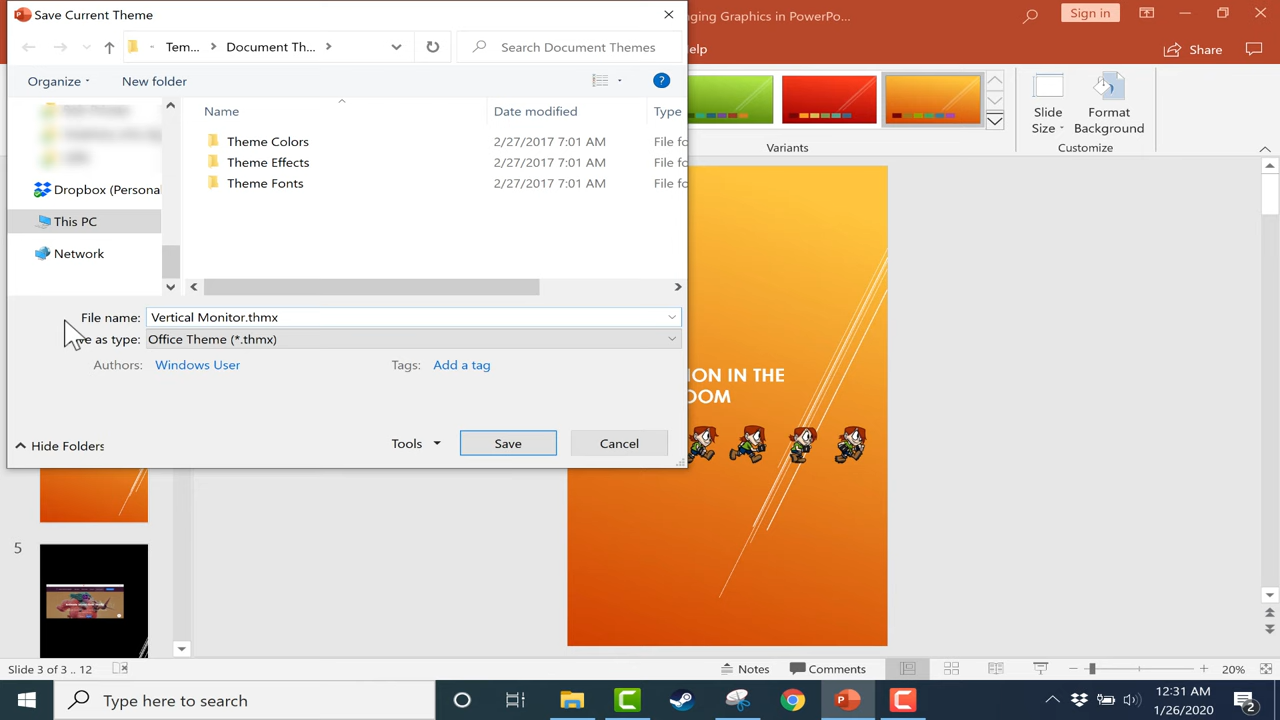 Save Current Theme
nging Graphics in PowerPo...
Sign in
Tem...
Document Th...
Search Document Themes
elp
Share
Organize
New folder
?
Name
Date modified
Type
Theme Colors
2/27/2017 7:01 AM
File fo
Theme Effects
2/27/2017 7:01 AM
File fo
Theme Fonts
2/27/2017 7:01 AM
File fo
Slide
Size
Format
Background
Variants
Customize
Dropbox (Persona
This PC
Network
File name:
Vertical Monitor.thmx
e as type:
Office Theme (*.thmx)
Authors:
Windows User
Tags:
Add a tag
ION IN THE
OOM
Hide Folders
Tools
Save
Cancel
5
Slide 3 of 3 .. 12
Notes
Comments
20%
Type here to search
12:31 AM
1/26/2020
2